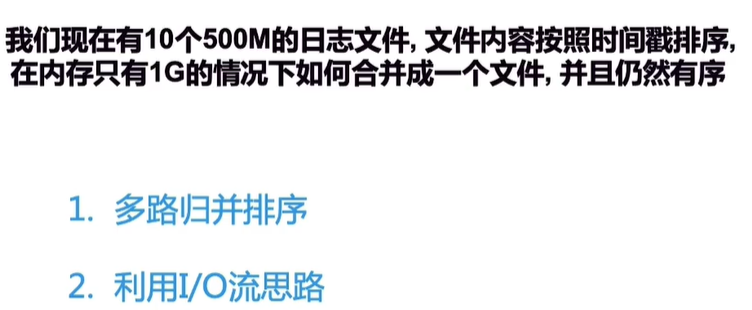 我们现在有10个500M的日志文件, 文件内容按照时间戳排序,
在内存只有1G的情况下如何合并成一个文件, 并且仍然有序
1. 多路归并排序
2. 利用I/O流思路